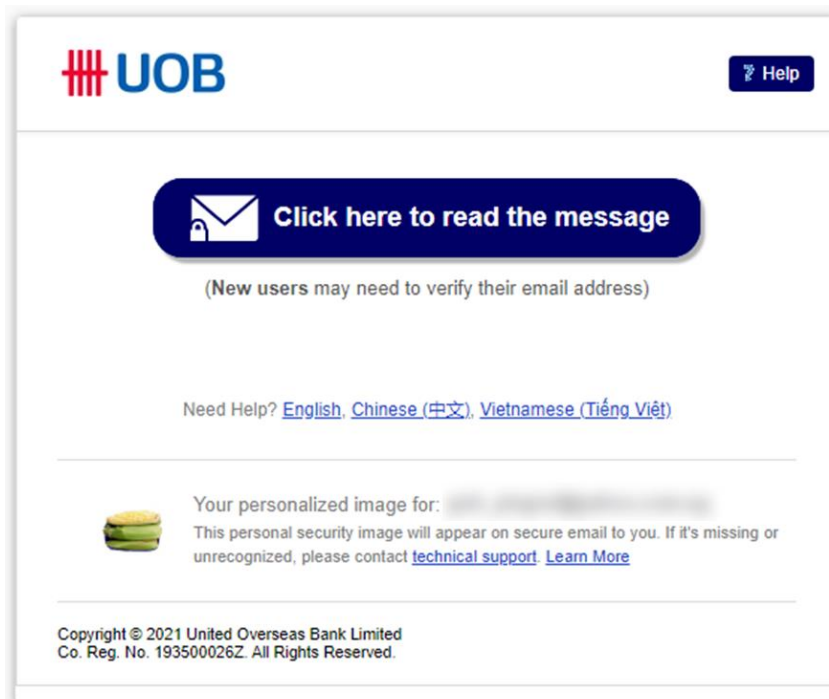 UOB
? Help
Click here to read the message
(New users may need to verify their email address)
Need Help? English, Chinese (中文), Vietnamese (Tiếng Việt)
Your personalized image for:
This personal security image will appear on secure email to you. If it's missing or
unrecognized, please contact technical support. Learn More
Copyright © 2021 United Overseas Bank Limited
Co. Reg. No. 193500026Z. All Rights Reserved.